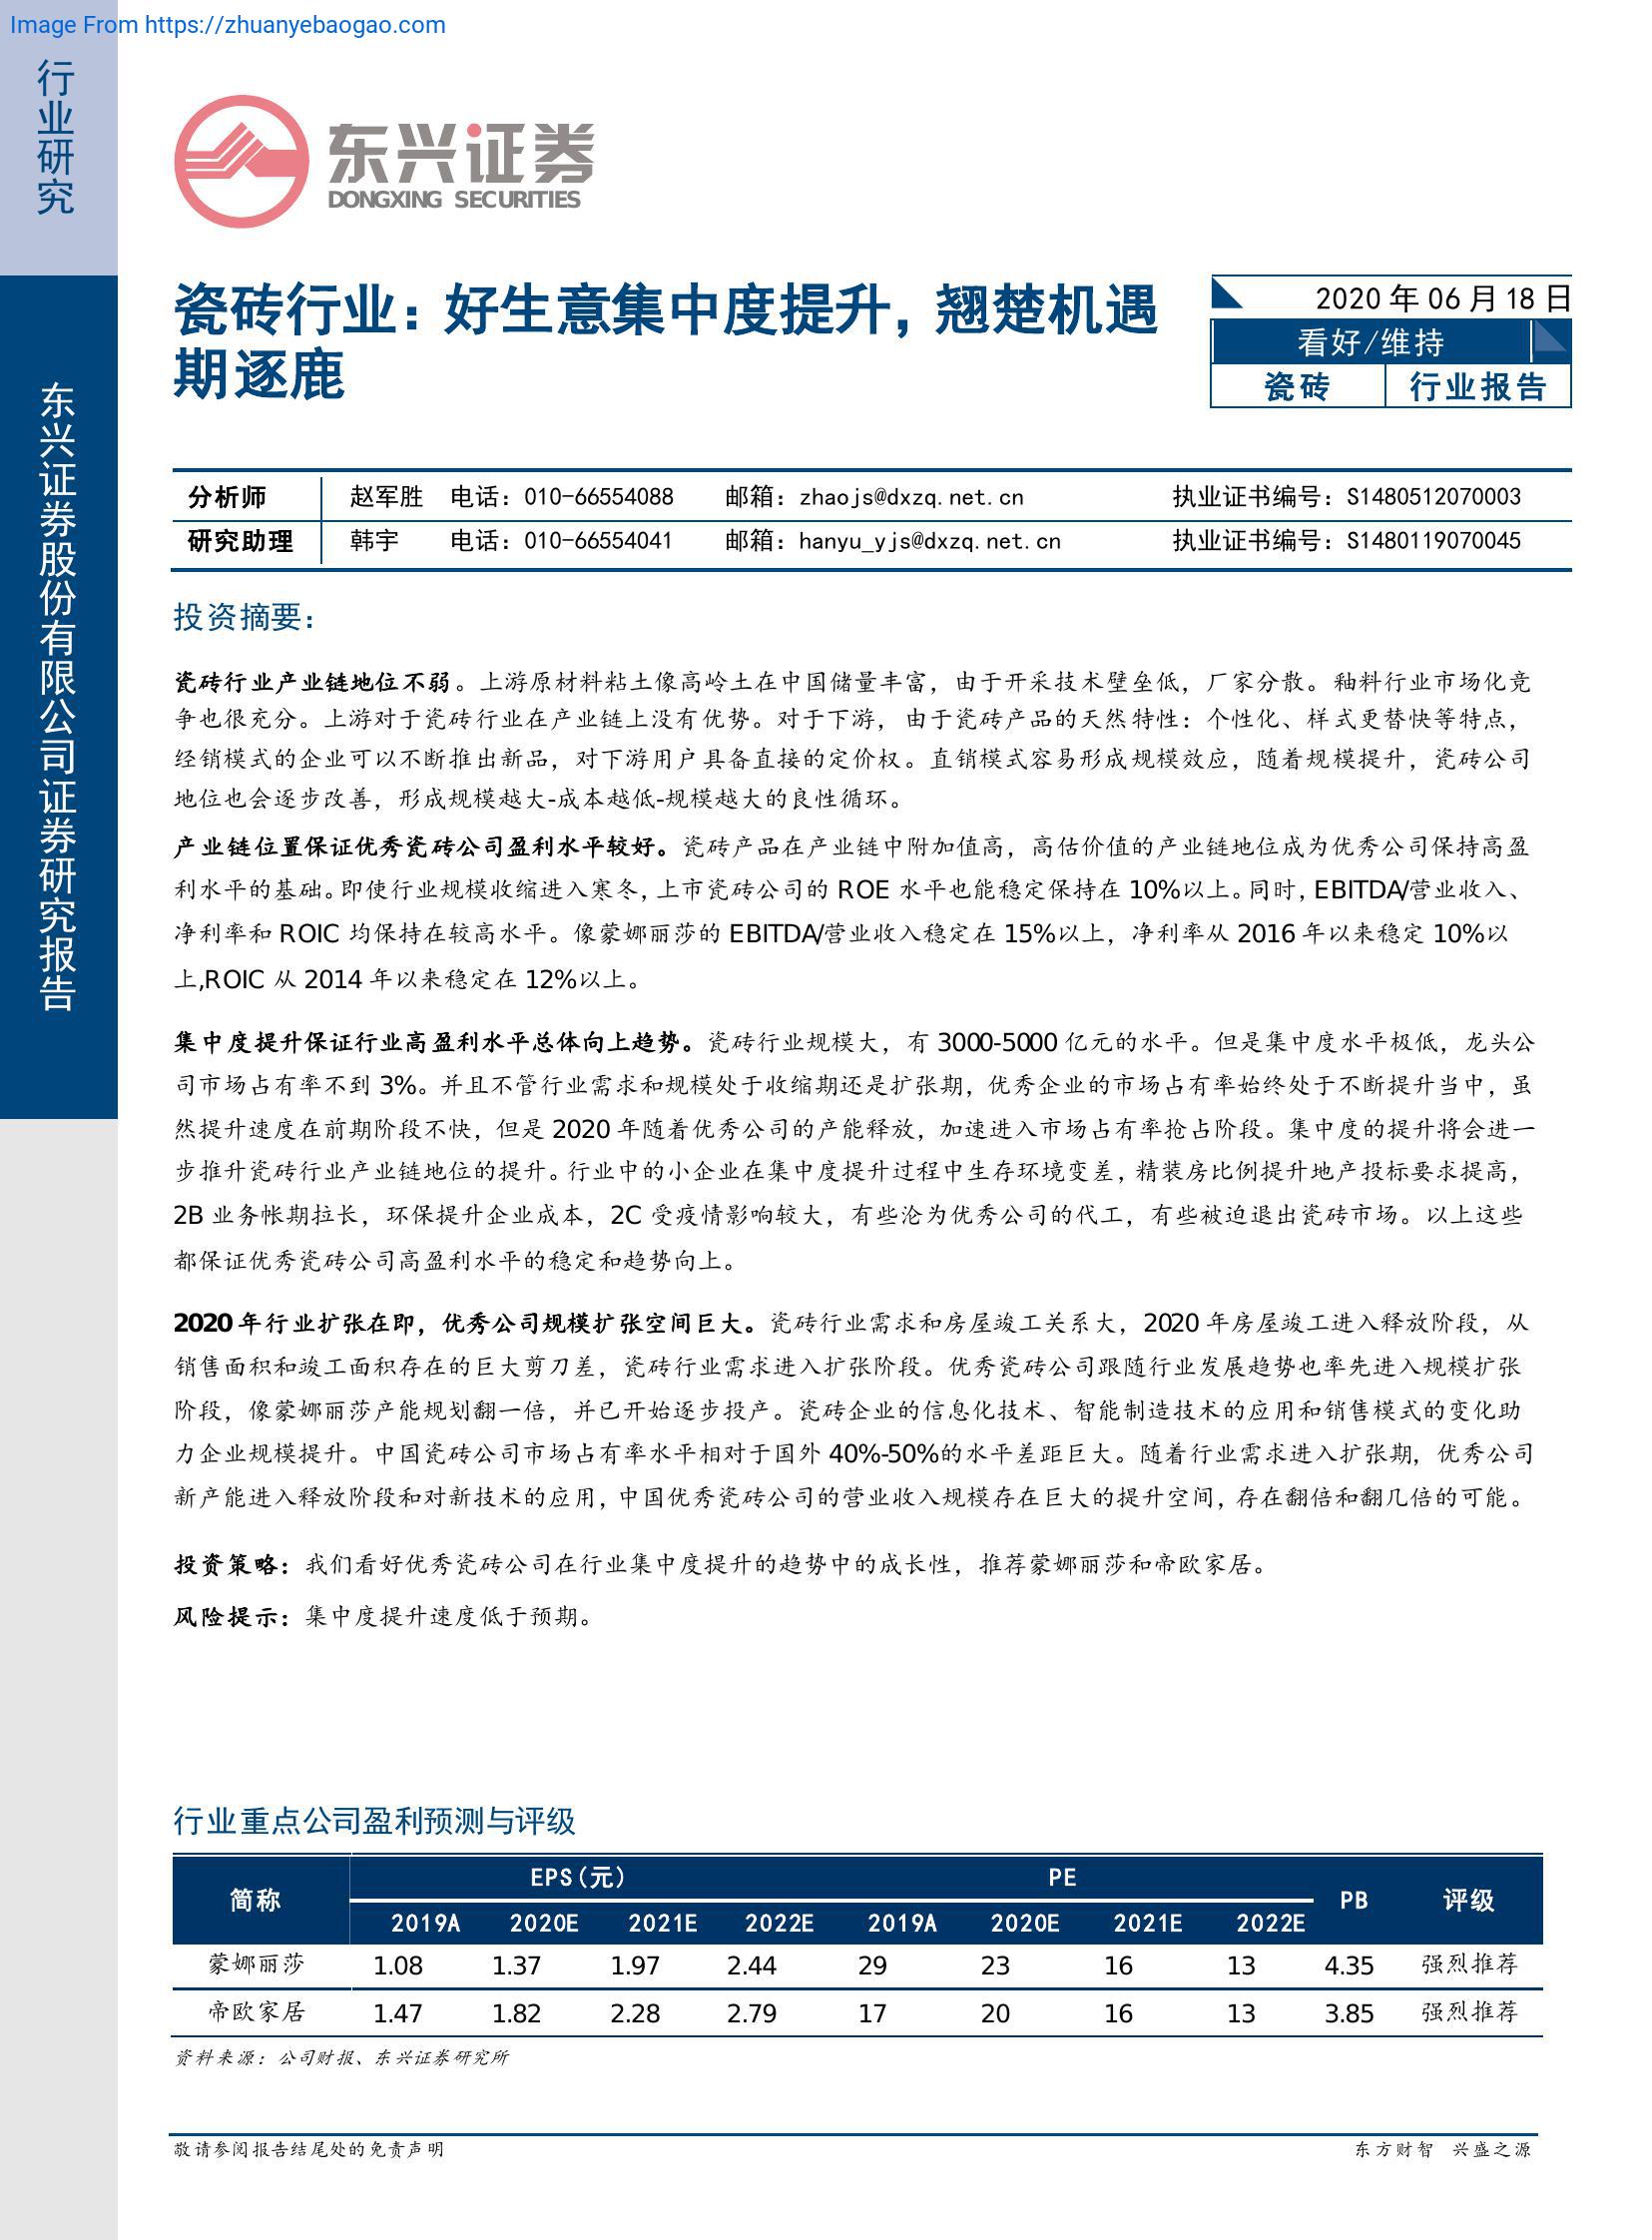 Image From https://zhuanyebaogao.com
行业研究
东兴证券股份有限公司证券研究报告
东兴证券
DONGXING SECURITIES
瓷砖行业：好生意集中度提升，翘楚机遇
期逐鹿
2020 年 06 月 18 日
看好/维持
瓷砖 行业报告
分析师 赵军胜 电话：010-66554088 邮箱：zhaojs@dxzq.net.cn 执业证书编号：S1480512070003
研究助理 韩宇 电话：010-66554041 邮箱：hanyu_yjs@dxzq.net.cn 执业证书编号：S1480119070045
投资摘要：
瓷砖行业产业链地位不弱。上游原材料粘土像高岭土在中国储量丰富，由于开采技术壁垒低，厂家分散。釉料行业市场化竞
争也很充分。上游对于瓷砖行业在产业链上没有优势。对于下游，由于瓷砖产品的天然特性：个性化、样式更替快等特点，
经销模式的企业可以不断推出新品，对下游用户具备直接的定价权。直销模式容易形成规模效应，随着规模提升，瓷砖公司
地位也会逐步改善，形成规模越大-成本越低-规模越大的良性循环。
产业链位置保证优秀瓷砖公司盈利水平较好。瓷砖产品在产业链中附加值高，高估价值的产业链地位成为优秀公司保持高盈
利水平的基础。即使行业规模收缩进入寒冬，上市瓷砖公司的 ROE 水平也能稳定保持在 10%以上。同时，EBITDA/营业收入、
净利率和 ROIC 均保持在较高水平。像蒙娜丽莎的 EBITDA/营业收入稳定在 15%以上，净利率从 2016 年以来稳定 10%以
上,ROIC 从 2014 年以来稳定在 12%以上。
集中度提升保证行业高盈利水平总体向上趋势。瓷砖行业规模大，有 3000-5000 亿元的水平。但是集中度水平极低，龙头公
司市场占有率不到 3%。并且不管行业需求和规模处于收缩期还是扩张期，优秀企业的市场占有率始终处于不断提升当中，虽
然提升速度在前期阶段不快，但是 2020 年随着优秀公司的产能释放，加速进入市场占有率抢占阶段。集中度的提升将会进一
步推升瓷砖行业产业链地位的提升。行业中的小企业在集中度提升过程中生存环境变差，精装房比例提升地产投标要求提高，
2B 业务帐期拉长，环保提升企业成本，2C 受疫情影响较大，有些沦为优秀公司的代工，有些被迫退出瓷砖市场。以上这些
都保证优秀瓷砖公司高盈利水平的稳定和趋势向上。
2020 年行业扩张在即，优秀公司规模扩张空间巨大。瓷砖行业需求和房屋竣工关系大，2020 年房屋竣工进入释放阶段，从
销售面积和竣工面积存在的巨大剪刀差，瓷砖行业需求进入扩张阶段。优秀瓷砖公司跟随行业发展趋势也率先进入规模扩张
阶段，像蒙娜丽莎产能规划翻一倍，并已开始逐步投产。瓷砖企业的信息化技术、智能制造技术的应用和销售模式的变化助
力企业规模提升。中国瓷砖公司市场占有率水平相对于国外 40%-50%的水平差距巨大。随着行业需求进入扩张期，优秀公司
新产能进入释放阶段和对新技术的应用，中国优秀瓷砖公司的营业收入规模存在巨大的提升空间，存在翻倍和翻几倍的可能。
投资策略：我们看好优秀瓷砖公司在行业集中度提升的趋势中的成长性，推荐蒙娜丽莎和帝欧家居。
风险提示：集中度提升速度低于预期。
行业重点公司盈利预测与评级
简称 EPS(元) PE PB 评级
2019A 2020E 2021E 2022E 2019A 2020E 2021E 2022E
蒙娜丽莎 1.08 1.37 1.97 2.44 29 23 16 13 4.35 强烈推荐
帝欧家居 1.47 1.82 2.28 2.79 17 20 16 13 3.85 强烈推荐
资料来源：公司财报、东兴证券研究所
敬请参阅报告结尾处的免责声明 东方财智 兴盛之源